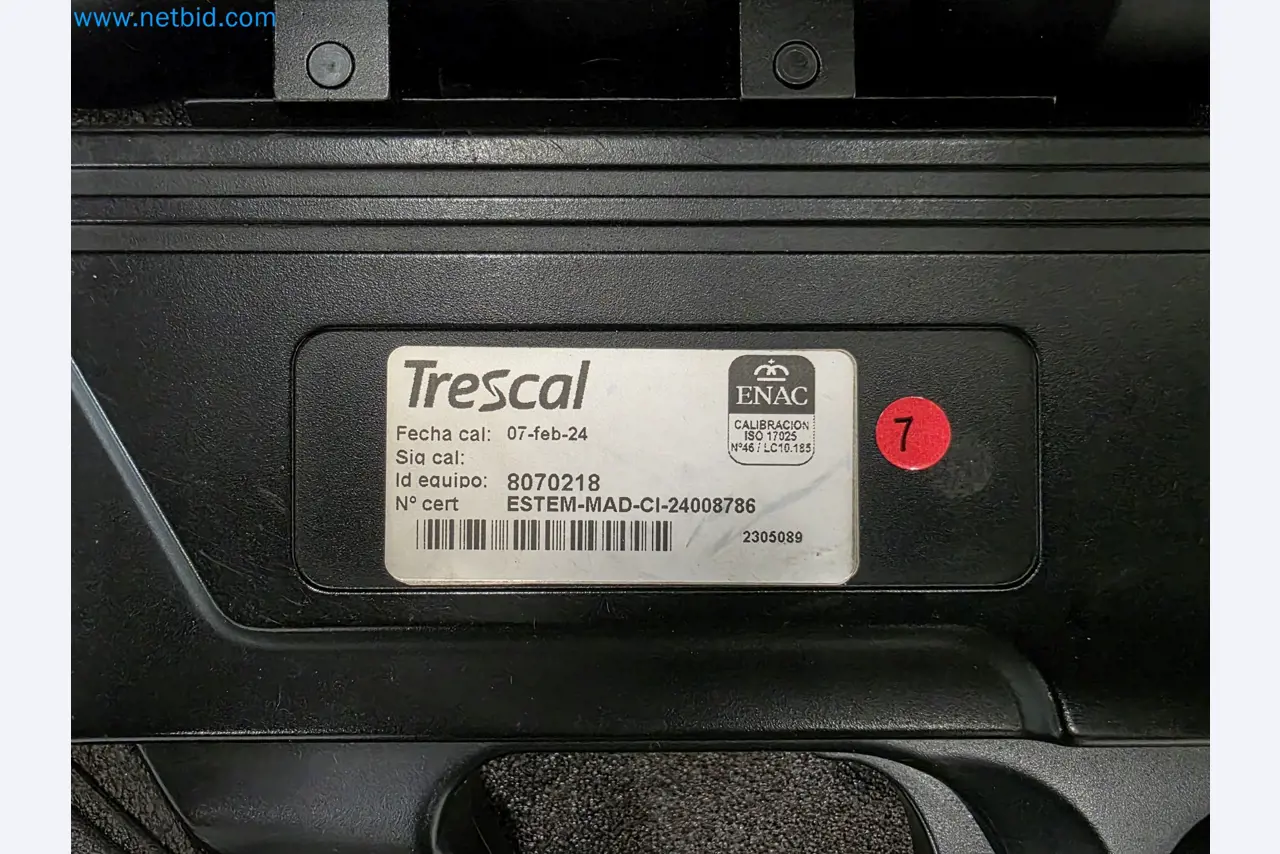 www.netbid.com
Trescal
ENAC
CALIBRACION
ISO 17025
Nº46 / LC10.185
Fecha cal: 07-feb-24
Sig cal:
Id equipo: 8070218
Nº cert ESTEM-MAD-CI-24008786
2305089
7